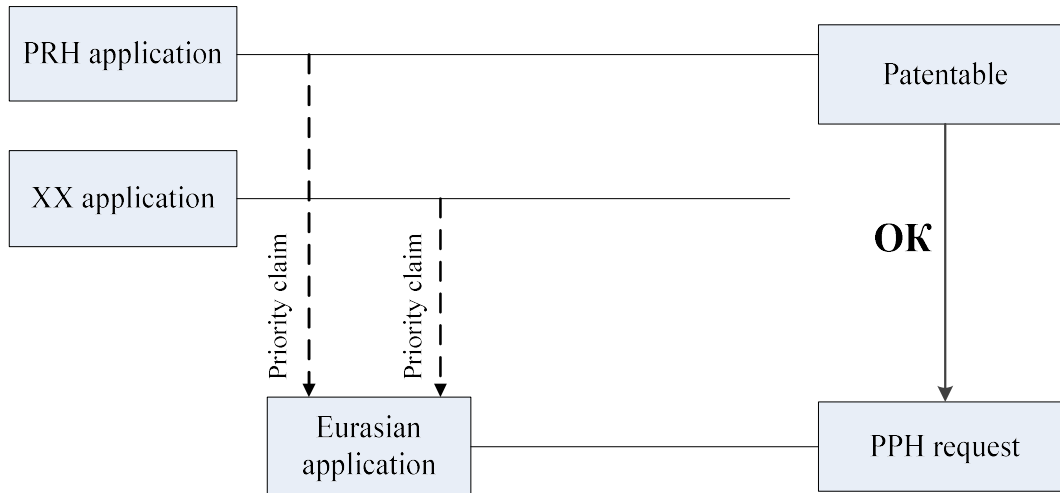 PRH application
Patentable
XX application
OK
Priority claim
Priority claim
Eurasian
application
PPH request